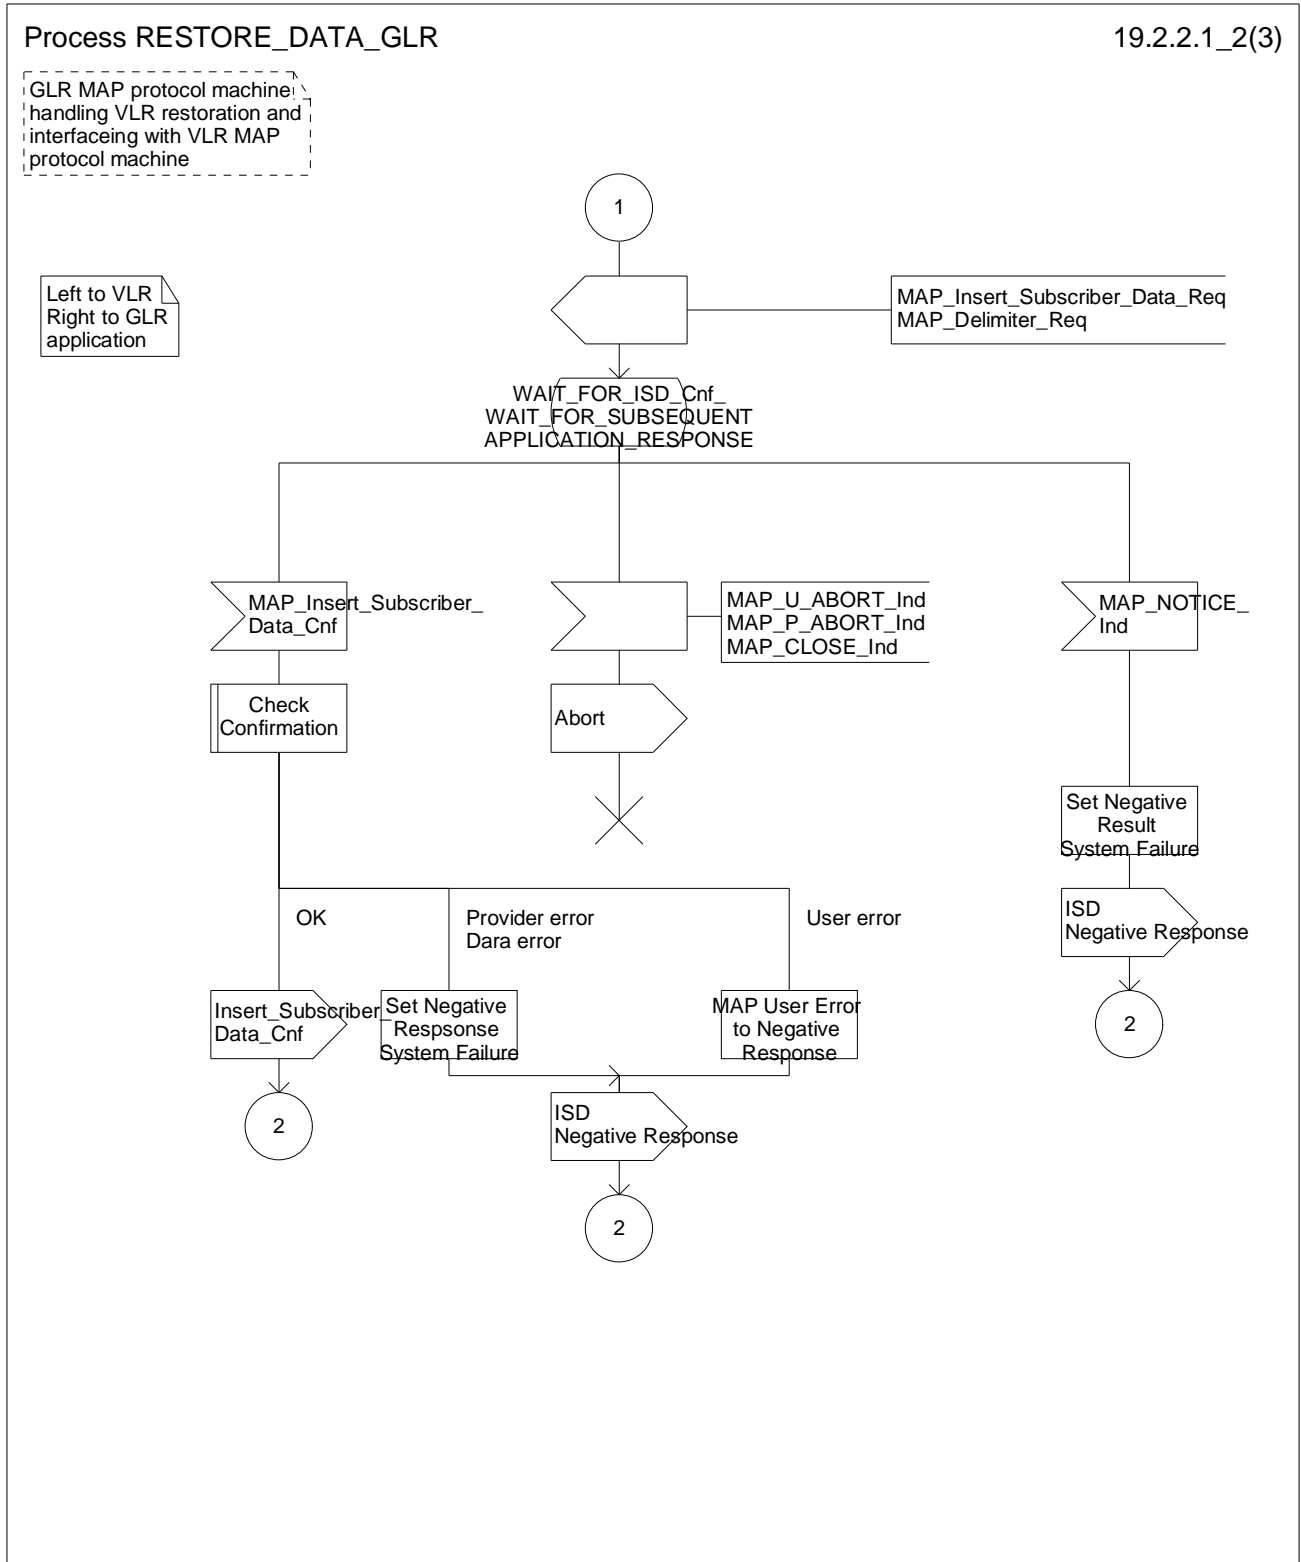 Process RESTORE_DATA_GLR
19.2.2.1_2(3)
GLR MAP protocol machine
handling VLR restoration and
interfaceing with VLR MAP
protocol machine
1
Left to VLR
Right to GLR
application
MAP_Insert_Subscriber_Data_Req
MAP_Delimiter_Req
WAIT_FOR_ISD_Cnf_
WAIT_FOR_SUBSEQUENT
APPLICATION_RESPONSE
MAP_Insert_Subscriber_
Data_Cnf
MAP_U_ABORT_Ind
MAP_P_ABORT_Ind
MAP_CLOSE_Ind
MAP_NOTICE_
Ind
Check
Confirmation
Abort
Set Negative
Result
System Failure
OK
Provider error
Dara error
User error
ISD
Negative Response
Insert_Subscriber_
Data_Cnf
Set Negative
Respsonse
System Failure
MAP User Error
to Negative
Response
2
2
ISD
Negative Response
2